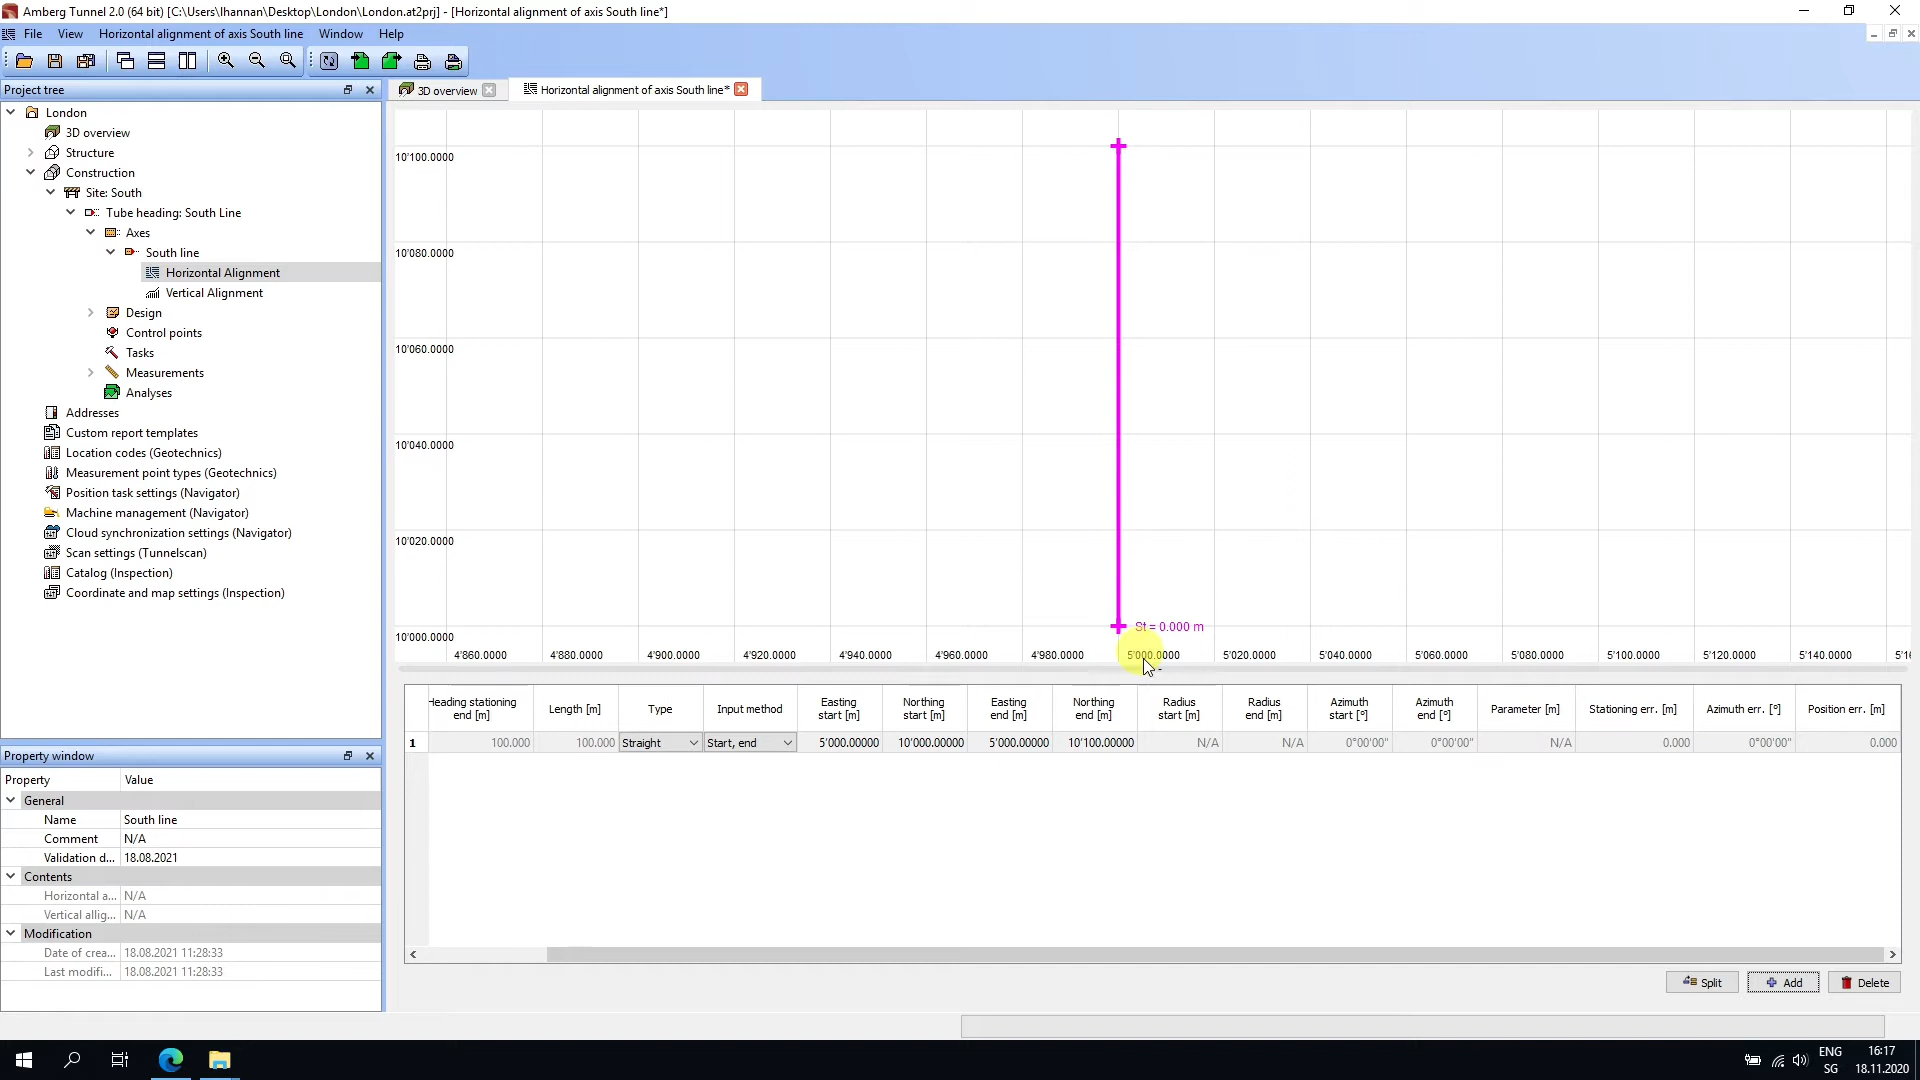 Amberg Tunnel 2.0 (64 bit) [C:\Users\lhannan\Desktop\London\London.at2prj] - [Horizontal alignment of axis South line*]
File View Horizontal alignment of axis South line Window Help
Project tree
3D overview
Horizontal alignment of axis South line*
London
3D overview
Structure
Construction
Site: South
Tube heading: South Line
Axes
South line
Horizontal Alignment
Vertical Alignment
Design
Control points
Tasks
Measurements
Analyses
Addresses
Custom report templates
Location codes (Geotechnics)
Measurement point types (Geotechnics)
Position task settings (Navigator)
Machine management (Navigator)
Cloud synchronization settings (Navigator)
Scan settings (Tunnelscan)
Catalog (Inspection)
Coordinate and map settings (Inspection)
10'100.0000
10'080.0000
10'060.0000
10'040.0000
10'020.0000
10'000.0000
St = 0.000 m
4'860.0000 4'880.0000 4'900.0000 4'920.0000 4'940.0000 4'960.0000 4'980.0000 5'000.0000 5'020.0000 5'040.0000 5'060.0000 5'080.0000 5'100.0000 5'120.0000 5'140.0000 5'16
Heading stationing end [m] Length [m] Type Input method Easting start [m] Northing start [m] Easting end [m] Northing end [m] Radius start [m] Radius end [m] Azimuth start [°] Azimuth end [°] Parameter [m] Stationing err. [m] Azimuth err. [°] Position err. [m]
1 100.000 100.000 Straight Start, end 5'000.00000 10'000.00000 5'000.00000 10'100.00000 N/A N/A 0°00'00" 0°00'00" N/A 0.000 0°00'00" 0.000
Property window
Property Value
General
Name South line
Comment N/A
Validation d... 18.08.2021
Contents
Horizontal a... N/A
Vertical allig... N/A
Modification
Date of crea... 18.08.2021 11:28:33
Last modifi... 18.08.2021 11:28:33
Split Add Delete
ENG
SG
16:17
18.11.2020